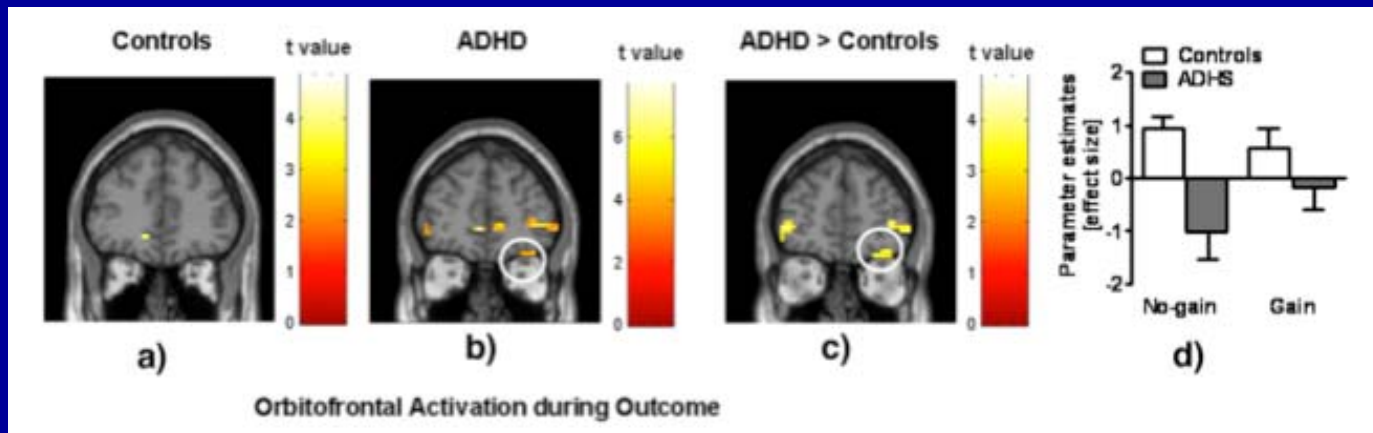 Controls
t value
4
3
2
1
0
a)
ADHD
t value
6
4
2
0
b)
ADHD > Controls
t value
4
3
2
1
0
c)
Controls
ADHS
Parameter estimates
[effect size]
2
1
0
-1
-2
No-gain Gain
d)
Orbitofrontal Activation during Outcome